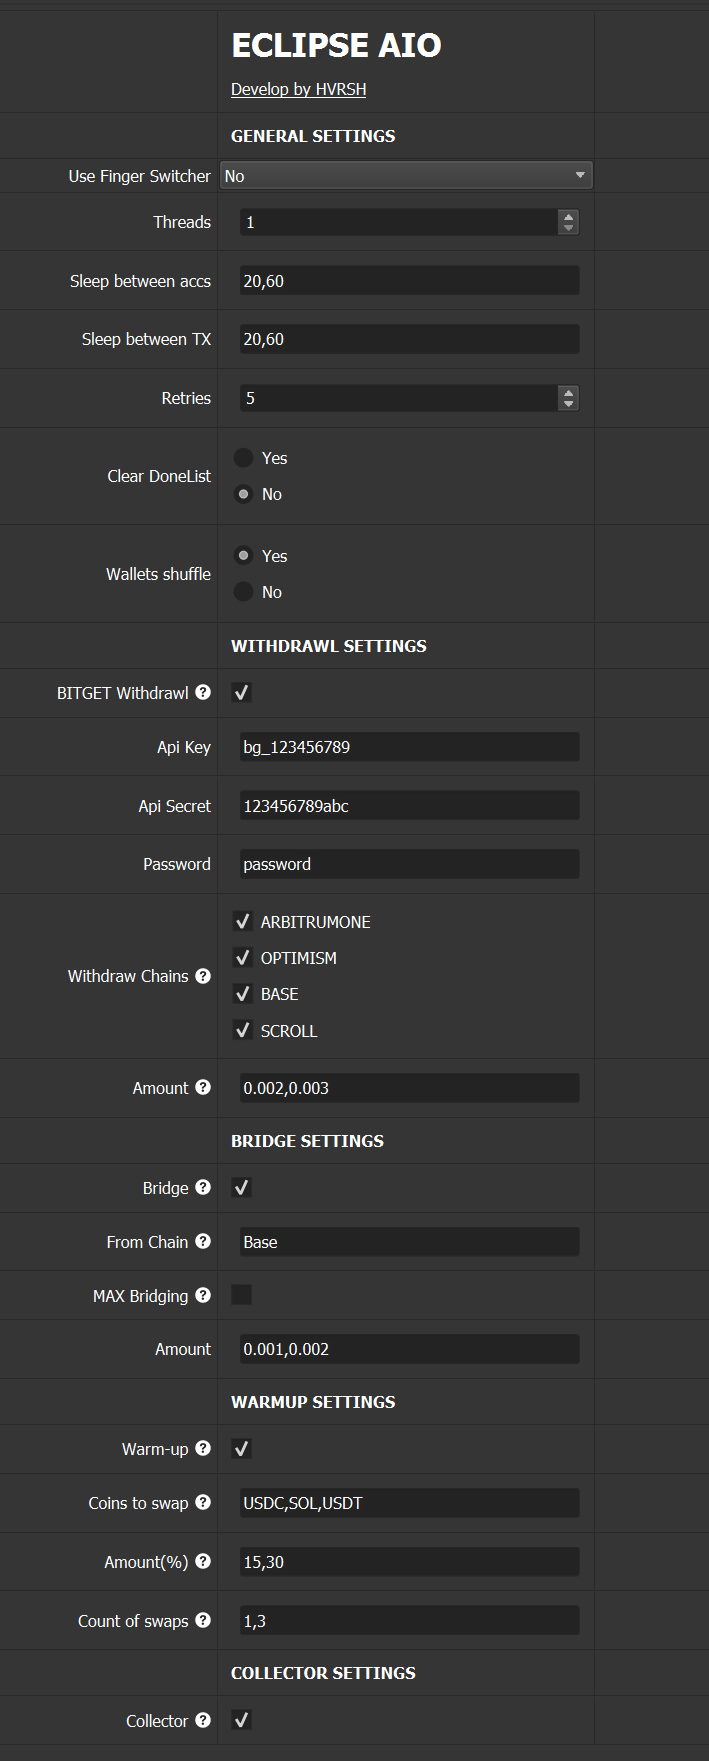 ECLIPSE AIO
Develop by HVRSH
GENERAL SETTINGS
Use Finger Switcher No
Threads 1
Sleep between accs 20,60
Sleep between TX 20,60
Retries 5
Clear DoneList
Yes
No
Wallets shuffle
Yes
No
WITHDRAWL SETTINGS
BITGET Withdrawl ?
Api Key bg_123456789
Api Secret 123456789abc
Password password
Withdraw Chains ?
ARBITRUMONE
OPTIMISM
BASE
SCROLL
Amount ? 0.002,0.003
BRIDGE SETTINGS
Bridge ?
From Chain ? Base
MAX Bridging ?
Amount 0.001,0.002
WARMUP SETTINGS
Warm-up ?
Coins to swap ? USDC,SOL,USDT
Amount(%) ? 15,30
Count of swaps ? 1,3
COLLECTOR SETTINGS
Collector ?